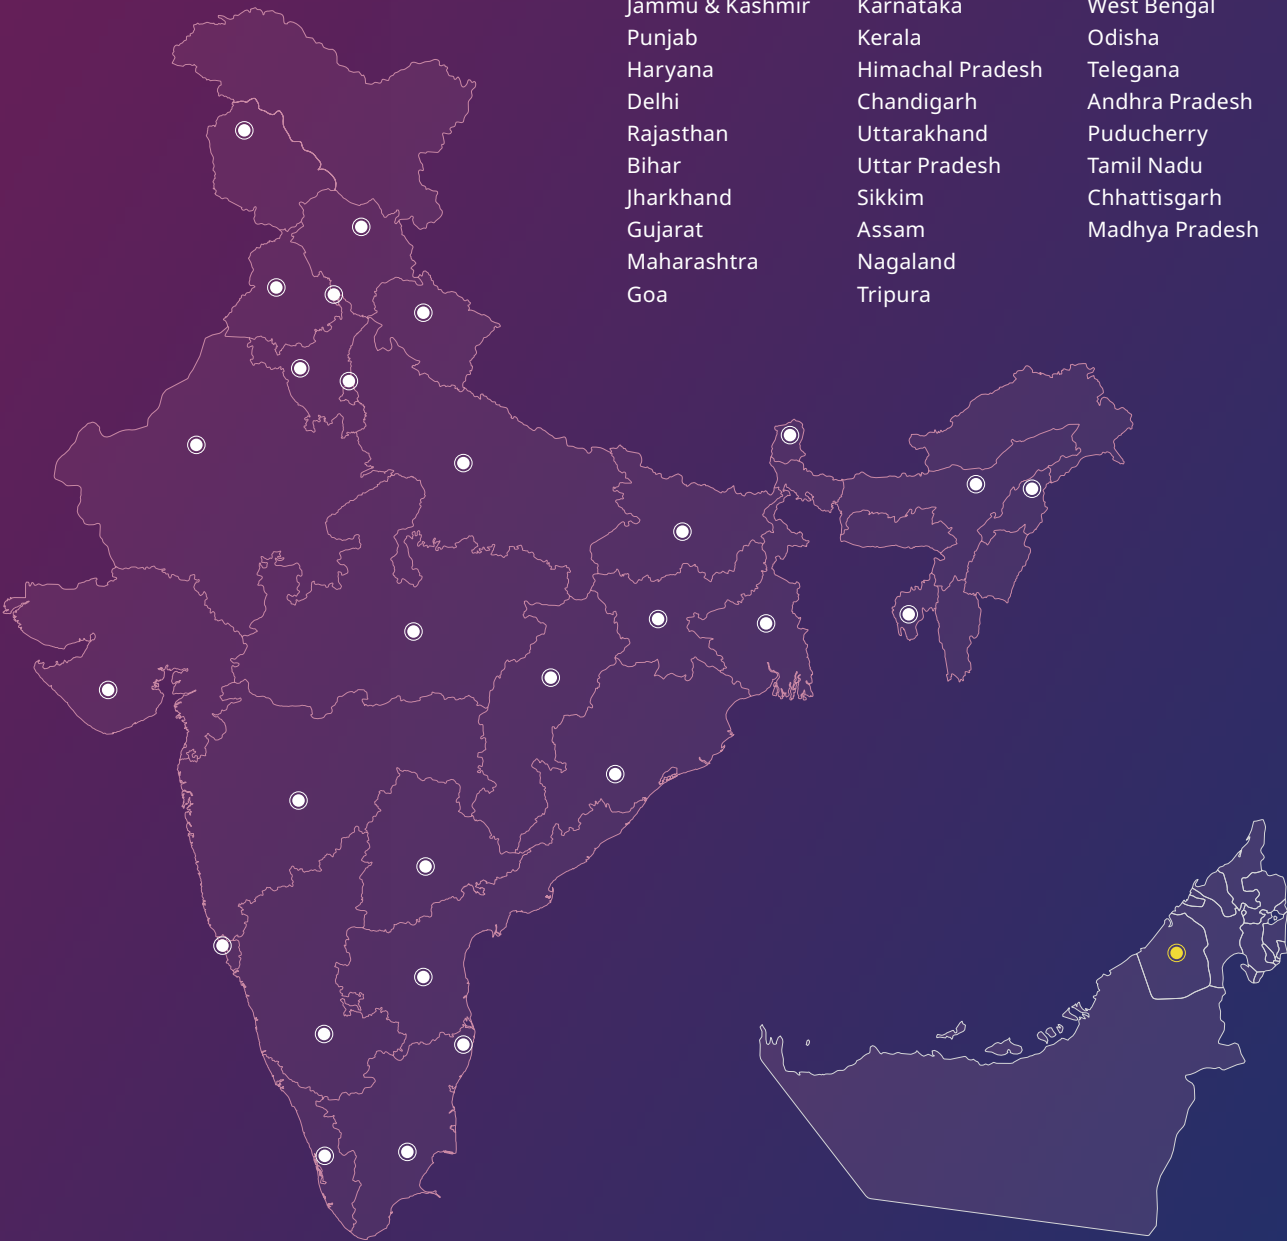 Jammu & Kashmir
Punjab
Haryana
Delhi
Rajasthan
Bihar
Jharkhand
Gujarat
Maharashtra
Goa
Karnataka
Kerala
Himachal Pradesh
Chandigarh
Uttarakhand
Uttar Pradesh
Sikkim
Assam
Nagaland
Tripura
West Bengal
Odisha
Telegana
Andhra Pradesh
Puducherry
Tamil Nadu
Chhattisgarh
Madhya Pradesh